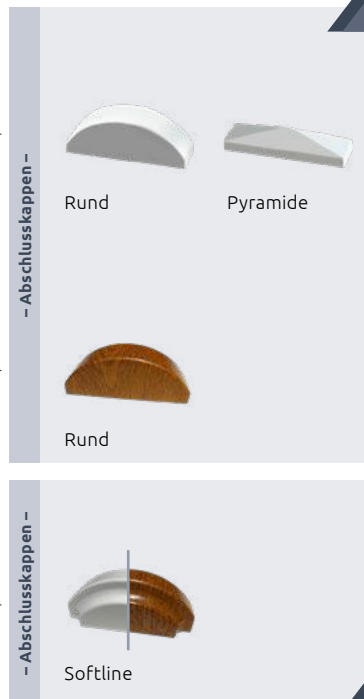 – Abschlusskappen –
Rund Pyramide
Rund
– Abschlusskappen –
Softline